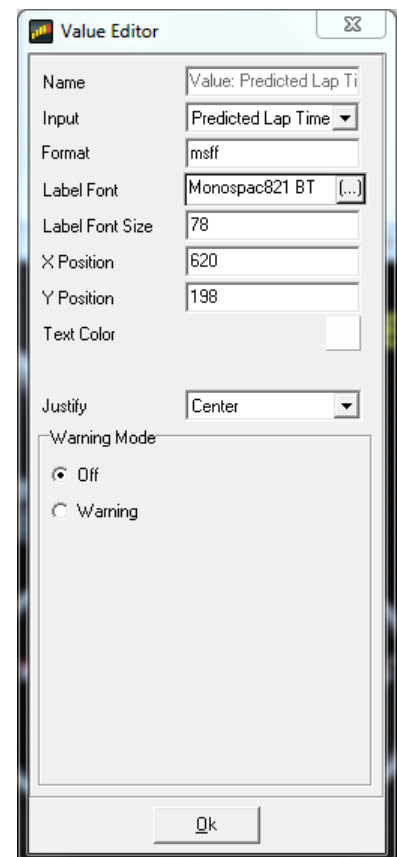 Value Editor
Name Value: Predicted Lap Ti
Input Predicted Lap Time
Format msff
Label Font Monospac821 BT (...)
Label Font Size 78
X Position 620
Y Position 198
Text Color
Justify Center
Warning Mode
Off
Warning
Ok